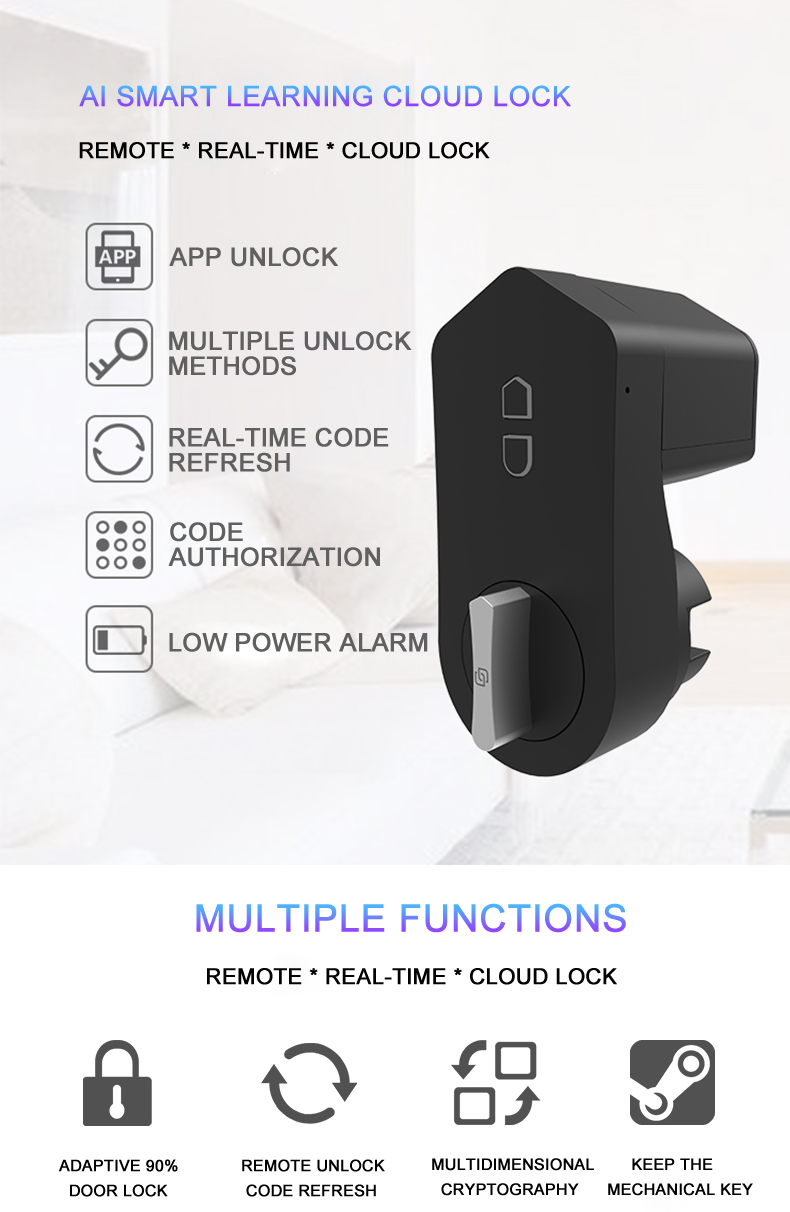 AI SMART LEARNING CLOUD LOCK
REMOTE * REAL-TIME * CLOUD LOCK
APP
APP UNLOCK
MULTIPLE UNLOCK
METHODS
REAL-TIME CODE
REFRESH
CODE
AUTHORIZATION
LOW POWER ALARM
MULTIPLE FUNCTIONS
REMOTE * REAL-TIME * CLOUD LOCK
ADAPTIVE 90%
DOOR LOCK
REMOTE UNLOCK
CODE REFRESH
MULTIDIMENSIONAL
CRYPTOGRAPHY
KEEP THE
MECHANICAL KEY